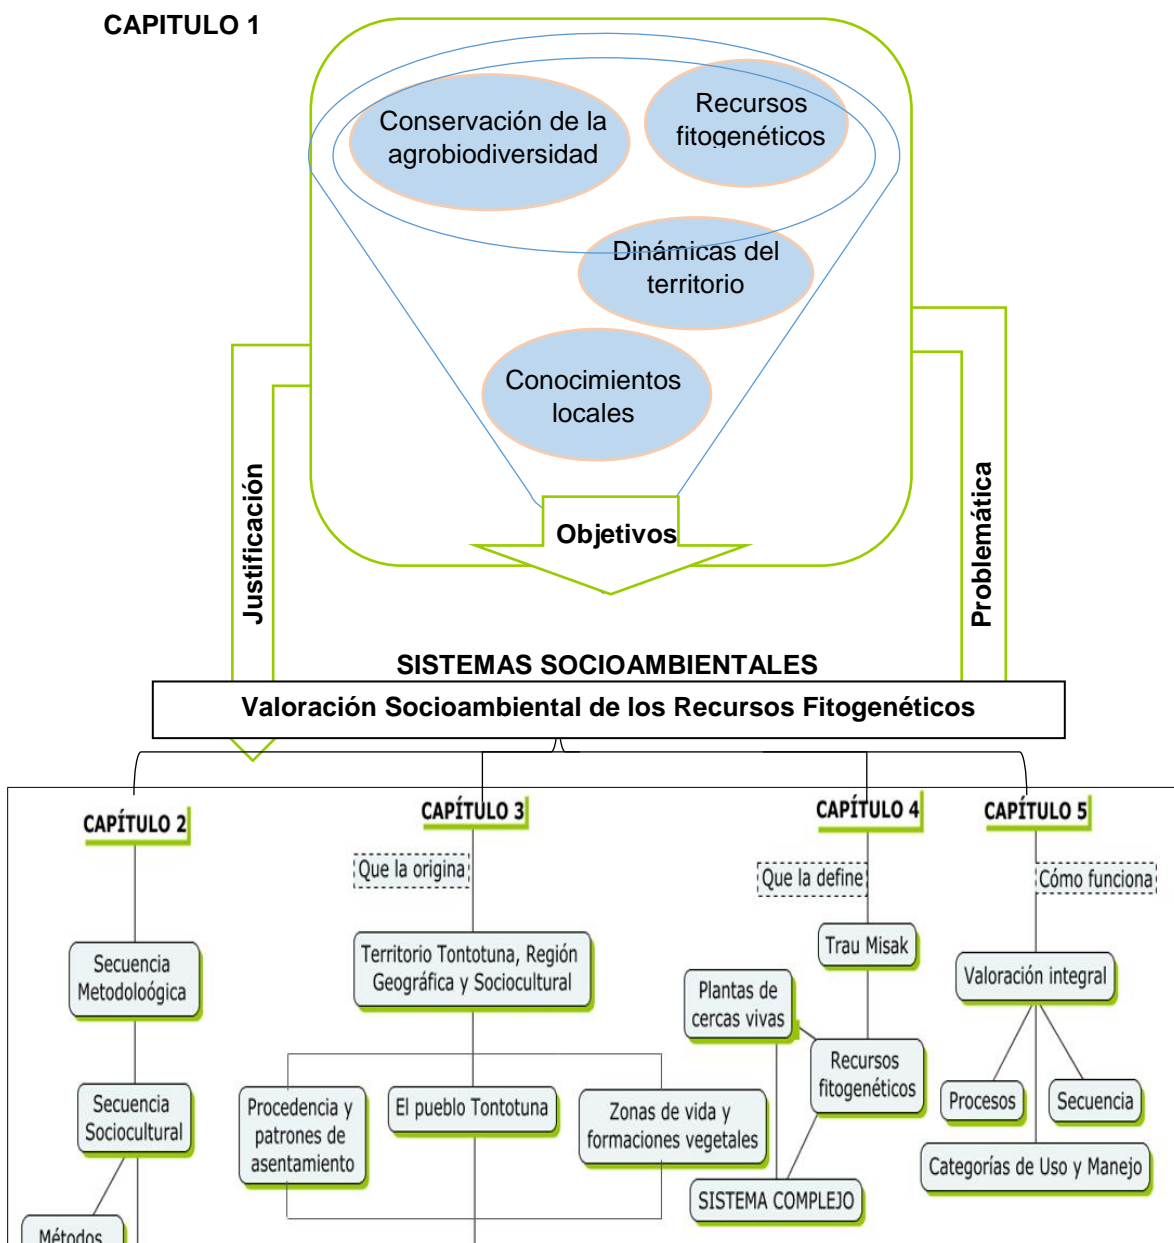 CAPITULO 1
Conservación de la
agrobiodiversidad
Recursos
fitogenéticos
Dinámicas del
territorio
Conocimientos
locales
Justificación
Objetivos
Problemática
SISTEMAS SOCIOAMBIENTALES
Valoración Socioambiental de los Recursos Fitogenéticos
CAPÍTULO 2
Secuencia
Metodoloógica
Secuencia
Sociocultural
Métodos
CAPÍTULO 3
Que la origina
Territorio Tontotuna, Región
Geográfica y Sociocultural
Procedencia y
patrones de
asentamiento
El pueblo Tontotuna
Zonas de vida y
formaciones vegetales
CAPÍTULO 4
Que la define
Trau Misak
Plantas de
cercas vivas
Recursos
fitogenéticos
SISTEMA COMPLEJO
CAPÍTULO 5
Cómo funciona
Valoración integral
Procesos
Secuencia
Categorías de Uso y Manejo